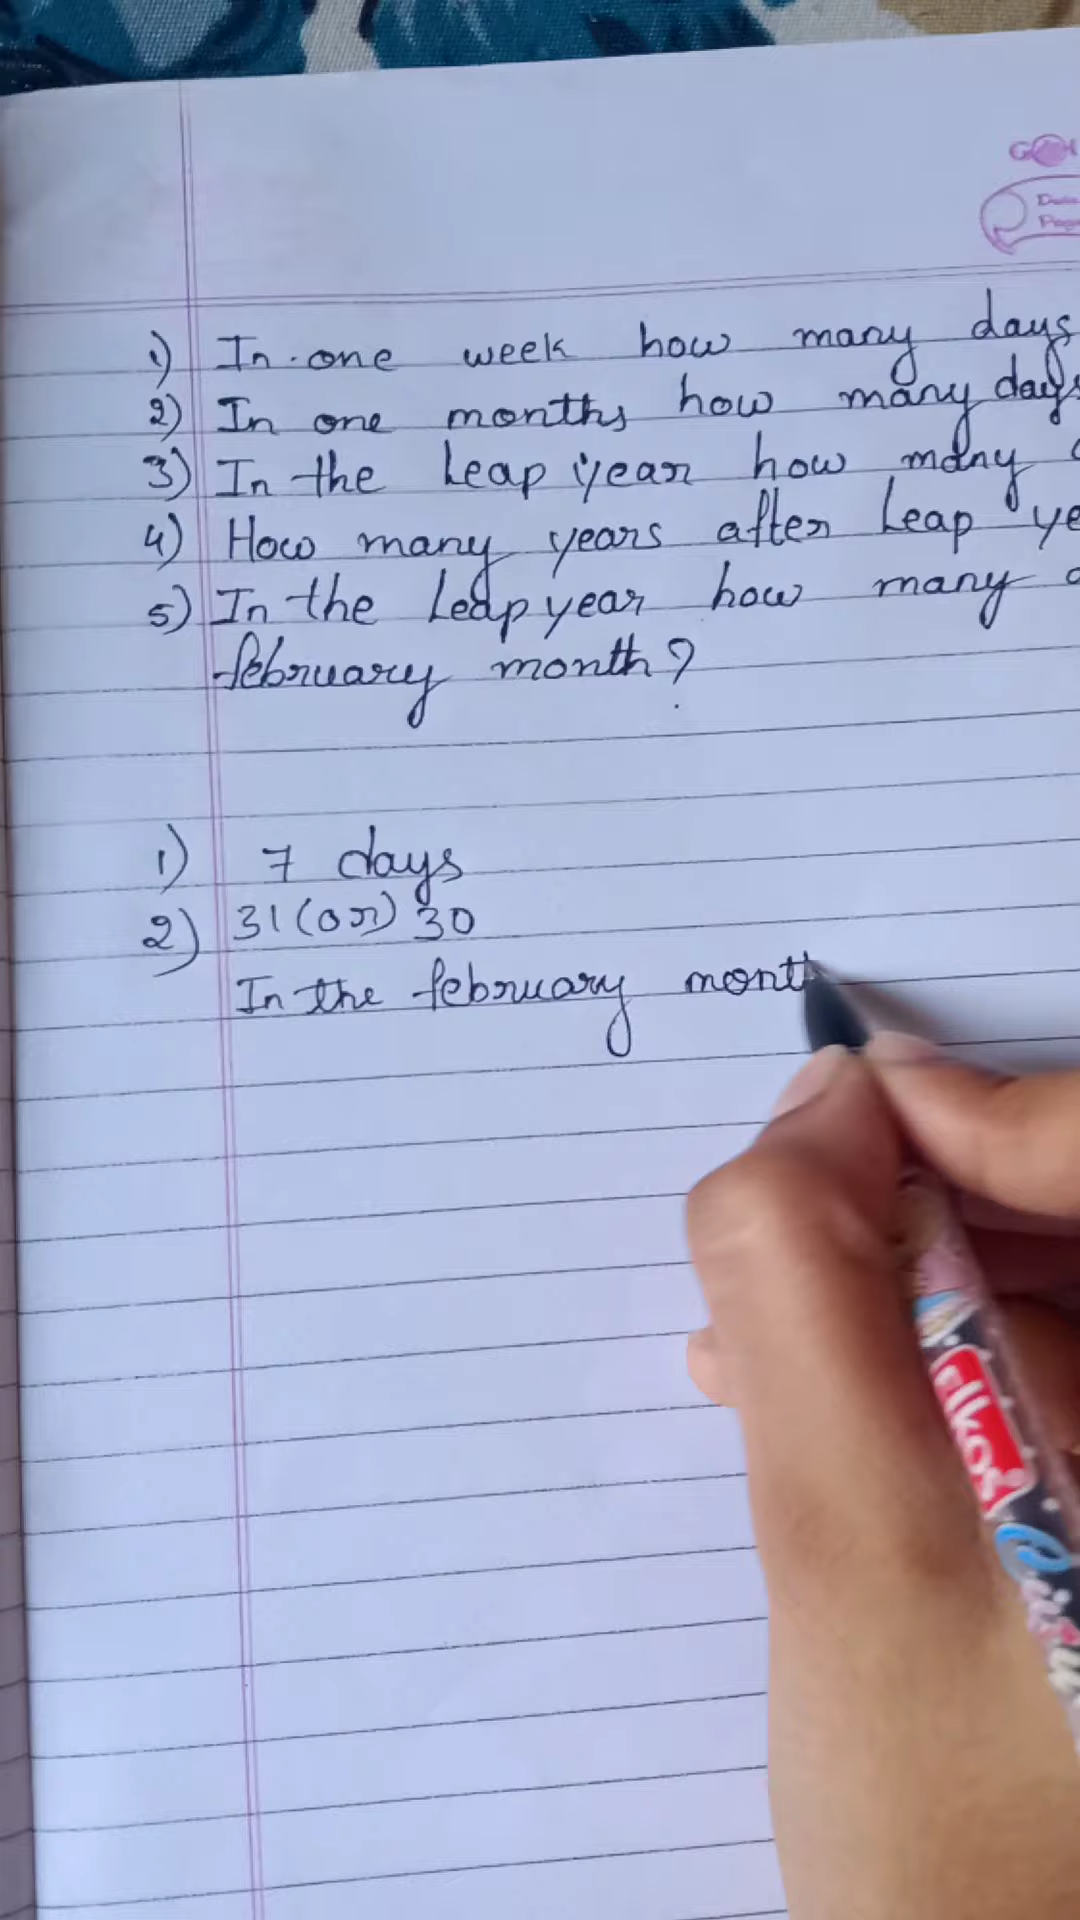 1) In one week how many days
2) In one months how many days
3) In the Leap year how many
4) How many years after Leap ye
5) In the Leap year how many
february month?
1) 7 days
2) 31 (or) 30
In the february mont
elkos